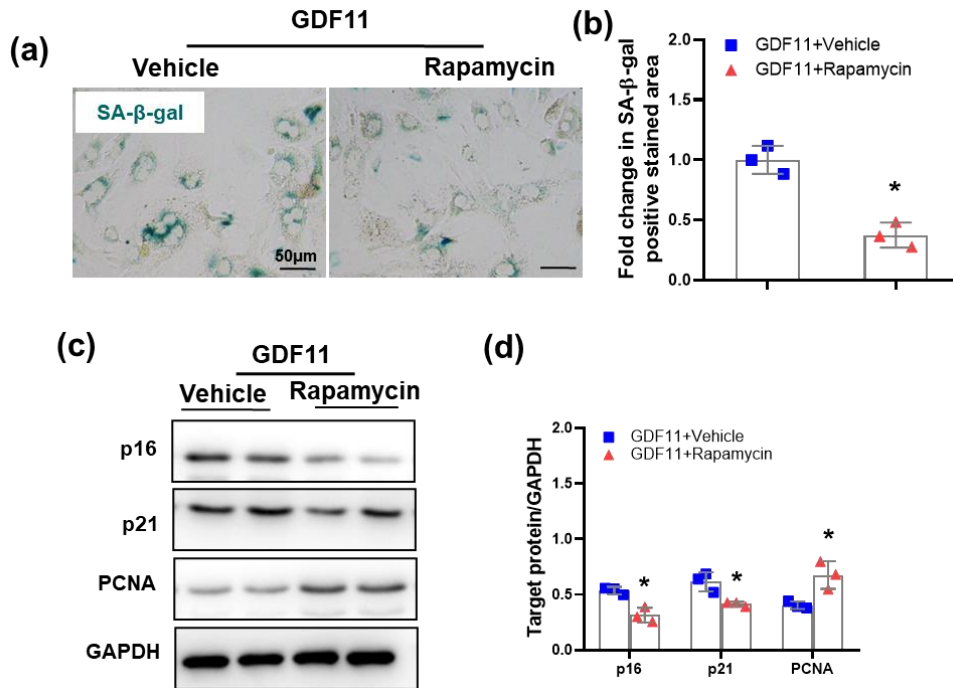 (a)
GDF11
Vehicle
Rapamycin
SA-β-gal
50μm
(b)
Fold change in SA-β-gal
positive stained area
2.0
1.5
1.0
0.5
0.0
GDF11+Vehicle
GDF11+Rapamycin
*
(c)
GDF11
Vehicle
Rapamycin
p16
p21
PCNA
GAPDH
(d)
Target protein/GAPDH
2.0
1.5
1.0
0.5
0.0
GDF11+Vehicle
GDF11+Rapamycin
*
*
*
p16
p21
PCNA